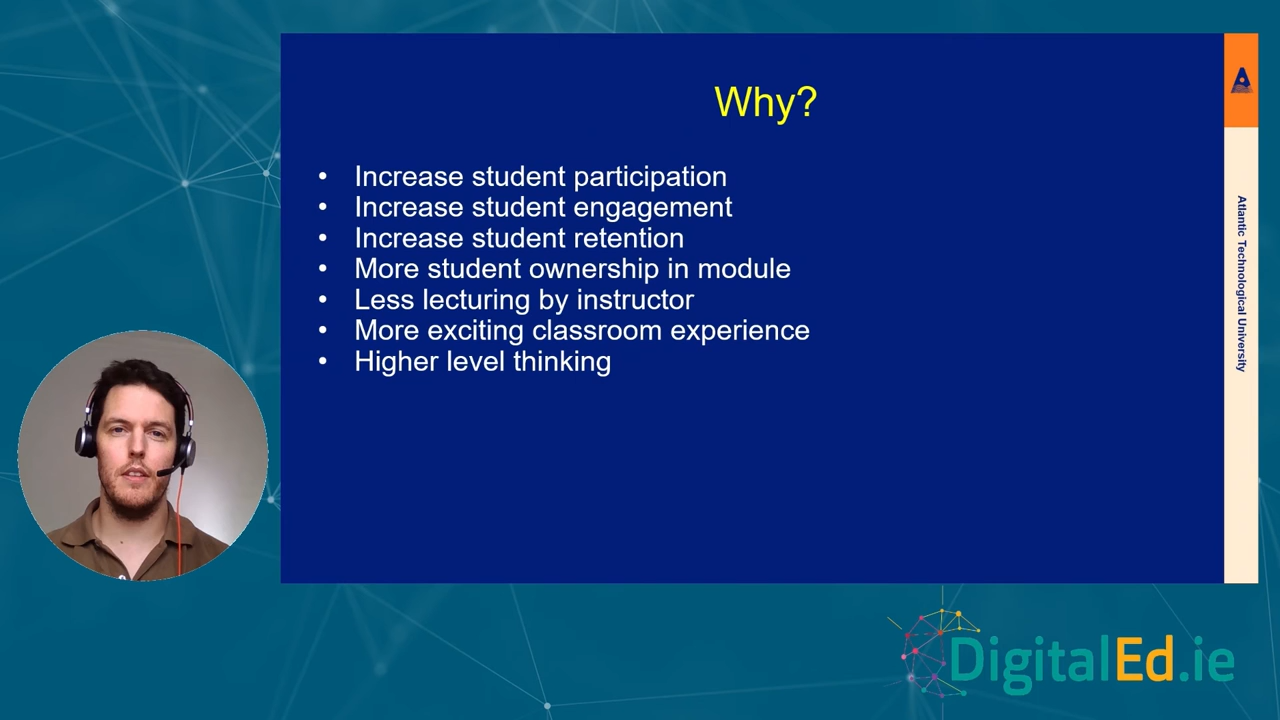 Why?
• Increase student participation
• Increase student engagement
• Increase student retention
• More student ownership in module
• Less lecturing by instructor
• More exciting classroom experience
• Higher level thinking
Atlantic Technological University
DigitalEd.ie